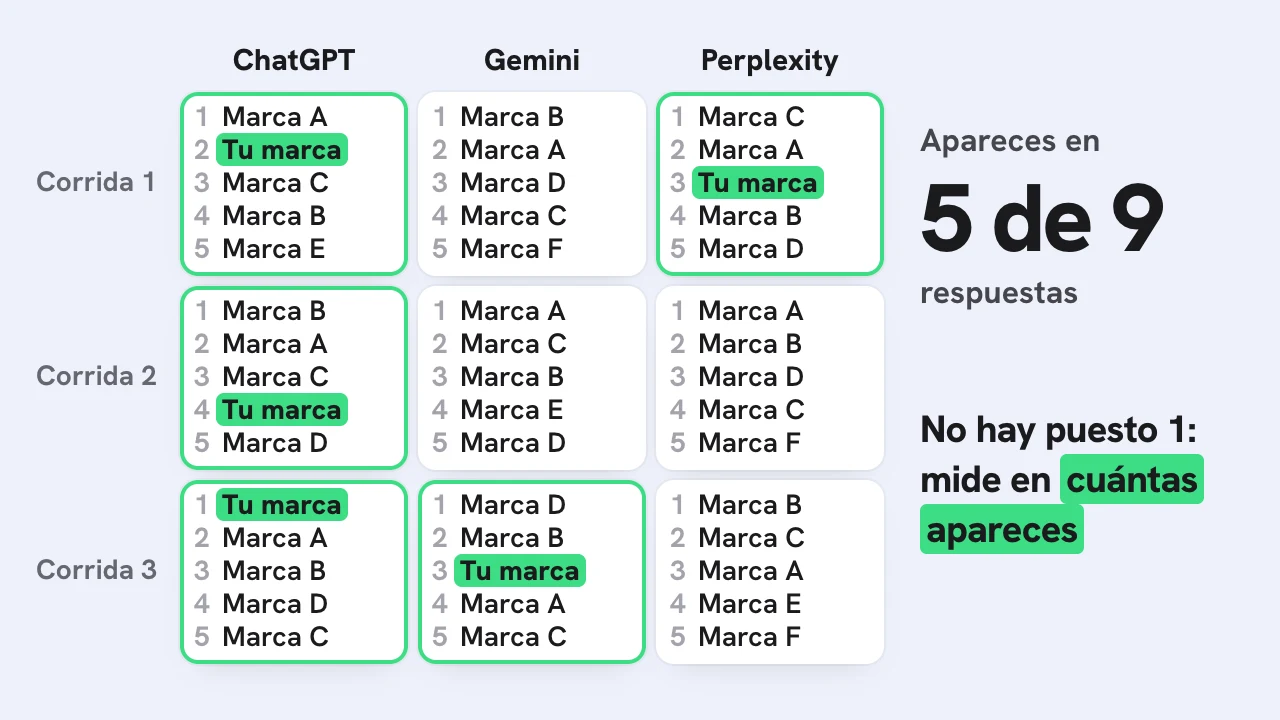 ChatGPT
Gemini
Perplexity
Corrida 1
1 Marca A
2 Tu marca
3 Marca C
4 Marca B
5 Marca E
1 Marca B
2 Marca A
3 Marca D
4 Marca C
5 Marca F
1 Marca C
2 Marca A
3 Tu marca
4 Marca B
5 Marca D
Corrida 2
1 Marca B
2 Marca A
3 Marca C
4 Tu marca
5 Marca D
1 Marca A
2 Marca C
3 Marca B
4 Marca E
5 Marca D
1 Marca A
2 Marca B
3 Marca D
4 Marca C
5 Marca F
Corrida 3
1 Tu marca
2 Marca A
3 Marca B
4 Marca D
5 Marca C
1 Marca D
2 Marca B
3 Tu marca
4 Marca A
5 Marca C
1 Marca B
2 Marca C
3 Marca A
4 Marca E
5 Marca F
Apareces en
5 de 9
respuestas
No hay puesto 1:
mide en cuántas
apareces